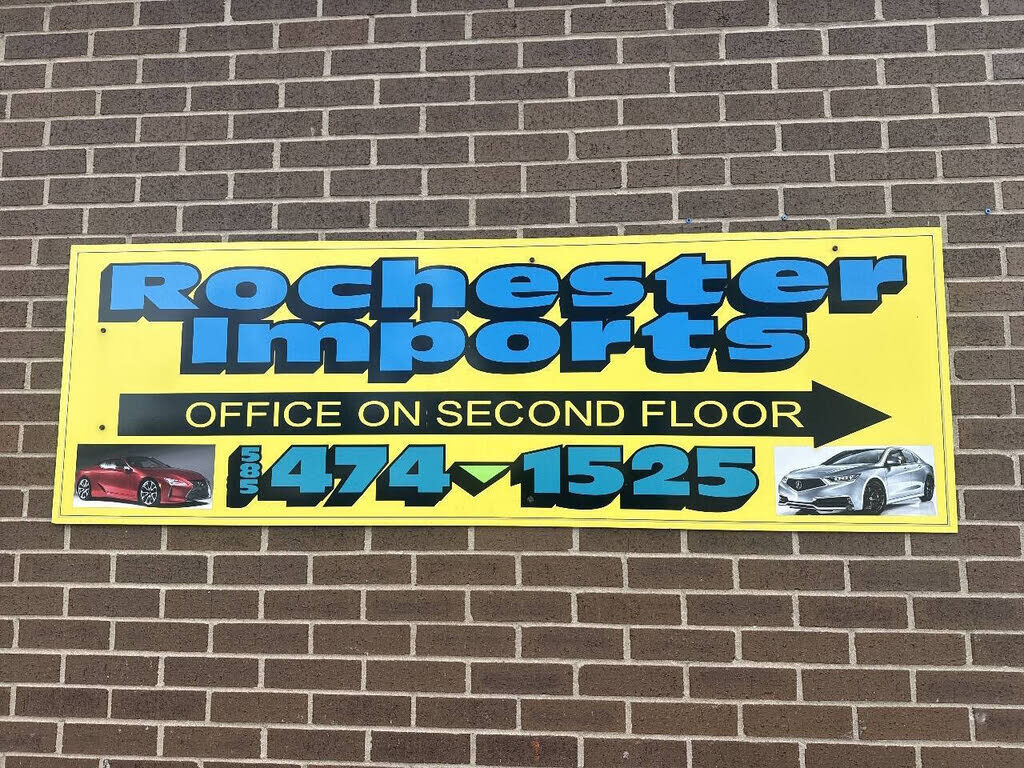 Rochester
Imports
OFFICE ON SECOND FLOOR
585 474-1525